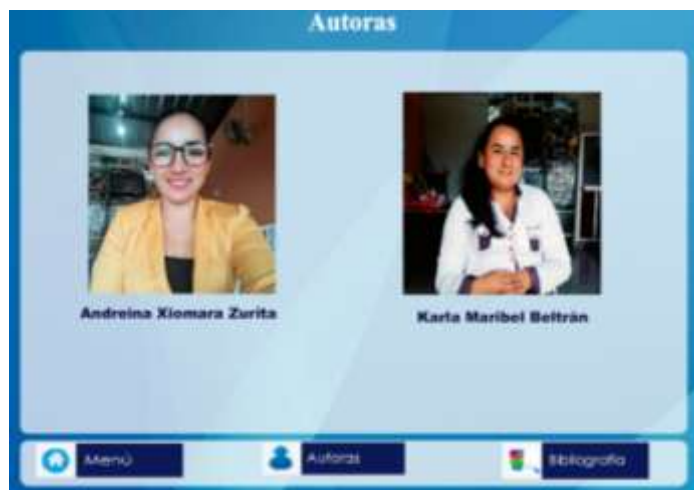 Autoras
Andreina Xiomara Zurita
Karla Maribel Beltrán
Menú
Autoras
Bibliografía